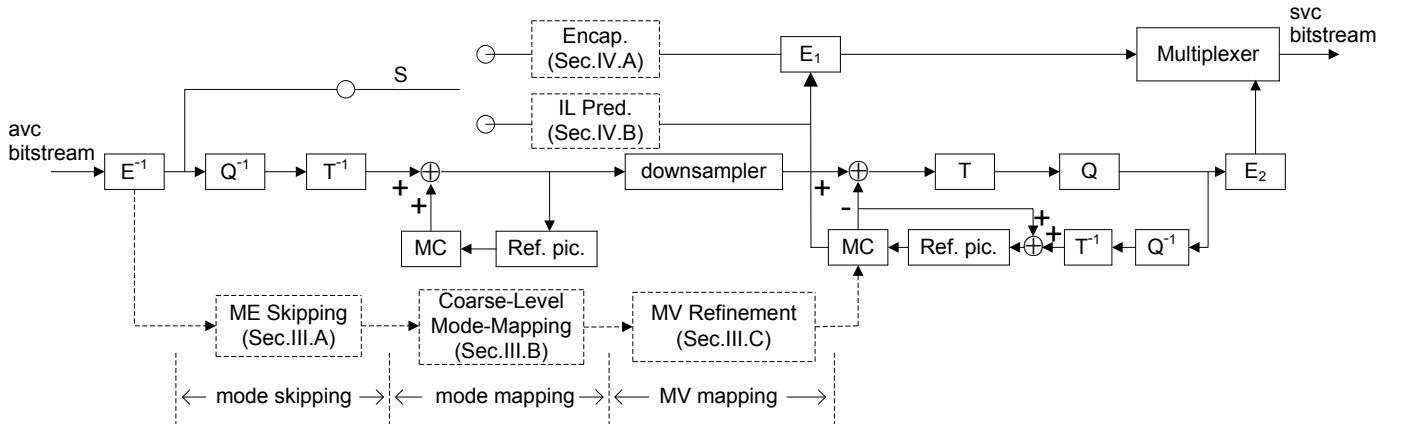 svc
bitstream
Encap.
(Sec.IV.A)
E₁
Multiplexer
S
IL Pred.
(Sec.IV.B)
avc
bitstream
E⁻¹
Q⁻¹
T⁻¹
+
+
downsampler
+
-
T
Q
E₂
MC
Ref. pic.
MC
Ref. pic.
+
+
T⁻¹
Q⁻¹
ME Skipping
(Sec.III.A)
Coarse-Level
Mode-Mapping
(Sec.III.B)
MV Refinement
(Sec.III.C)
mode skipping
mode mapping
MV mapping